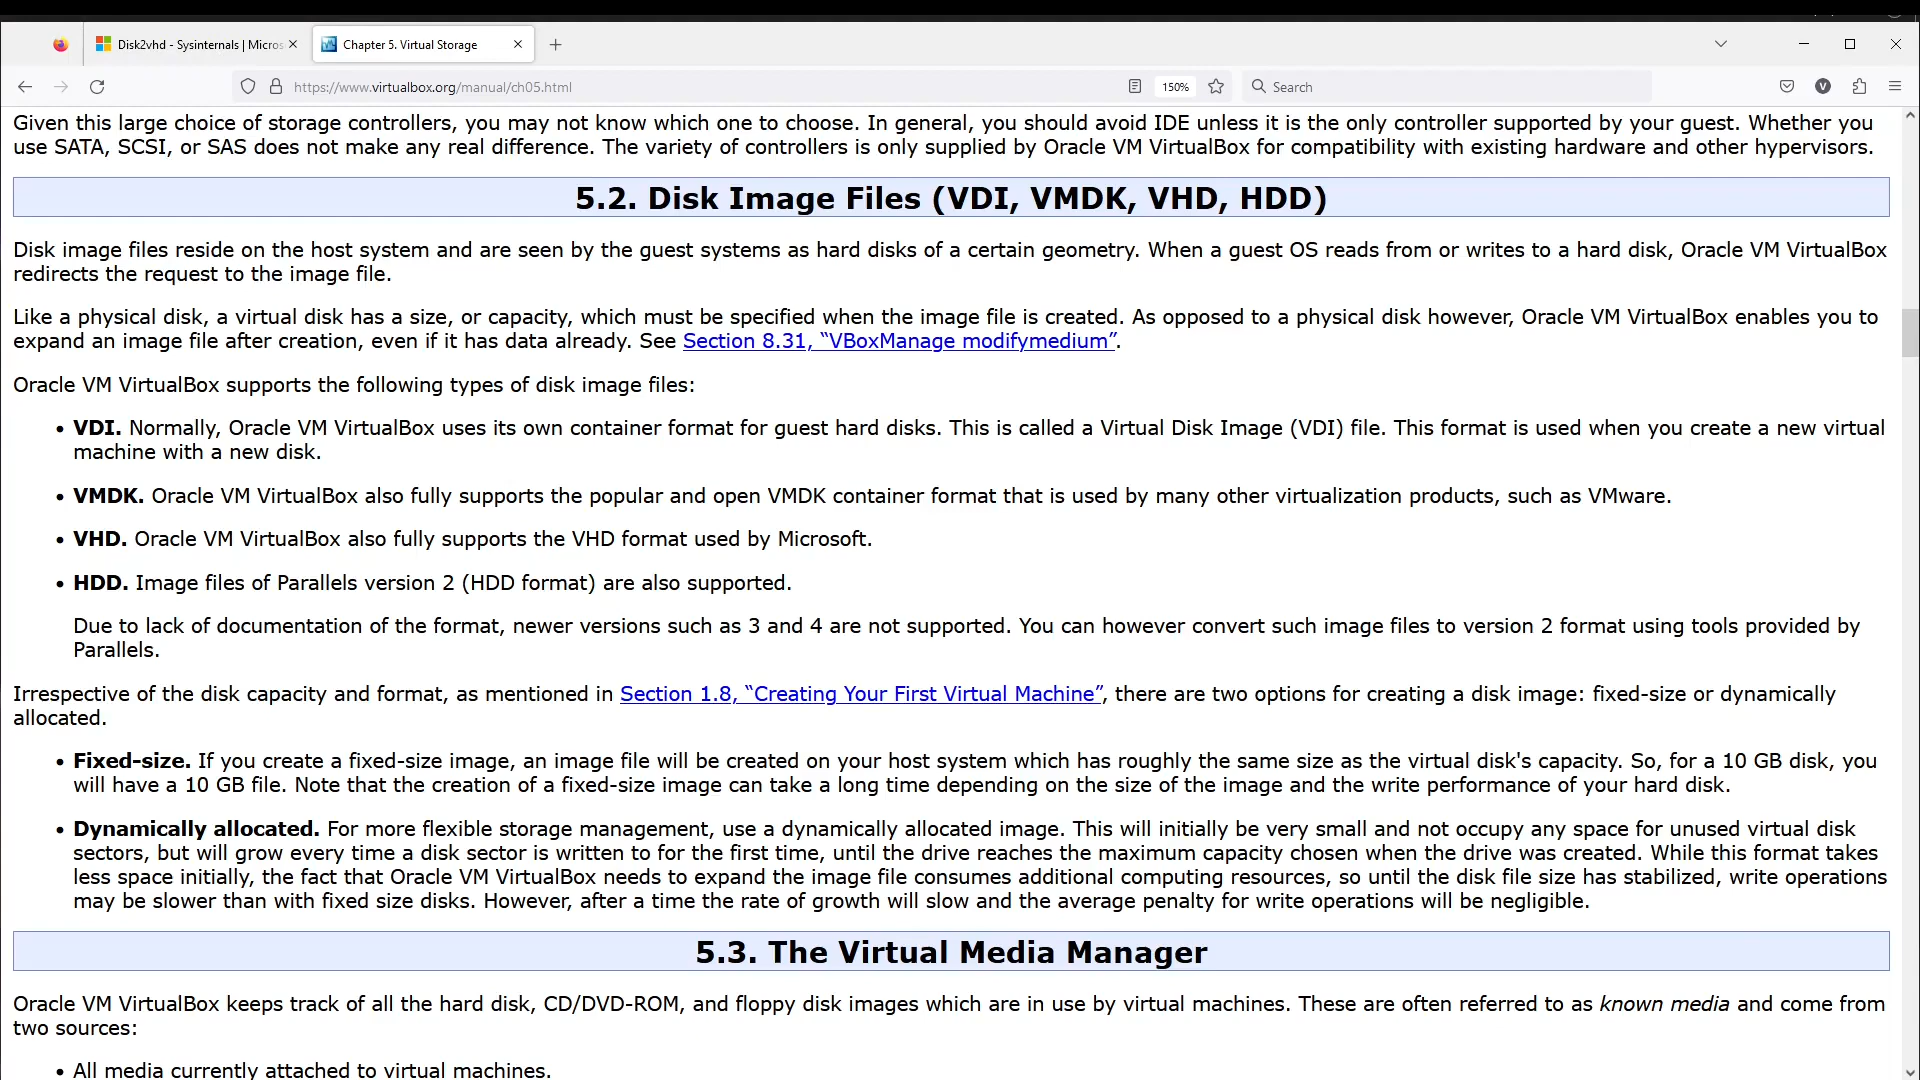 Disk2vhd - Sysinternals | Micros
Chapter 5. Virtual Storage
https://www.virtualbox.org/manual/ch05.html
150%
Search
V
Given this large choice of storage controllers, you may not know which one to choose. In general, you should avoid IDE unless it is the only controller supported by your guest. Whether you
use SATA, SCSI, or SAS does not make any real difference. The variety of controllers is only supplied by Oracle VM VirtualBox for compatibility with existing hardware and other hypervisors.
5.2. Disk Image Files (VDI, VMDK, VHD, HDD)
Disk image files reside on the host system and are seen by the guest systems as hard disks of a certain geometry. When a guest OS reads from or writes to a hard disk, Oracle VM VirtualBox
redirects the request to the image file.
Like a physical disk, a virtual disk has a size, or capacity, which must be specified when the image file is created. As opposed to a physical disk however, Oracle VM VirtualBox enables you to
expand an image file after creation, even if it has data already. See Section 8.31, “VBoxManage modifymedium”.
Oracle VM VirtualBox supports the following types of disk image files:
• VDI. Normally, Oracle VM VirtualBox uses its own container format for guest hard disks. This is called a Virtual Disk Image (VDI) file. This format is used when you create a new virtual
machine with a new disk.
• VMDK. Oracle VM VirtualBox also fully supports the popular and open VMDK container format that is used by many other virtualization products, such as VMware.
• VHD. Oracle VM VirtualBox also fully supports the VHD format used by Microsoft.
• HDD. Image files of Parallels version 2 (HDD format) are also supported.
Due to lack of documentation of the format, newer versions such as 3 and 4 are not supported. You can however convert such image files to version 2 format using tools provided by
Parallels.
Irrespective of the disk capacity and format, as mentioned in Section 1.8, “Creating Your First Virtual Machine”, there are two options for creating a disk image: fixed-size or dynamically
allocated.
• Fixed-size. If you create a fixed-size image, an image file will be created on your host system which has roughly the same size as the virtual disk's capacity. So, for a 10 GB disk, you
will have a 10 GB file. Note that the creation of a fixed-size image can take a long time depending on the size of the image and the write performance of your hard disk.
• Dynamically allocated. For more flexible storage management, use a dynamically allocated image. This will initially be very small and not occupy any space for unused virtual disk
sectors, but will grow every time a disk sector is written to for the first time, until the drive reaches the maximum capacity chosen when the drive was created. While this format takes
less space initially, the fact that Oracle VM VirtualBox needs to expand the image file consumes additional computing resources, so until the disk file size has stabilized, write operations
may be slower than with fixed size disks. However, after a time the rate of growth will slow and the average penalty for write operations will be negligible.
5.3. The Virtual Media Manager
Oracle VM VirtualBox keeps track of all the hard disk, CD/DVD-ROM, and floppy disk images which are in use by virtual machines. These are often referred to as known media and come from
two sources:
• All media currently attached to virtual machines.